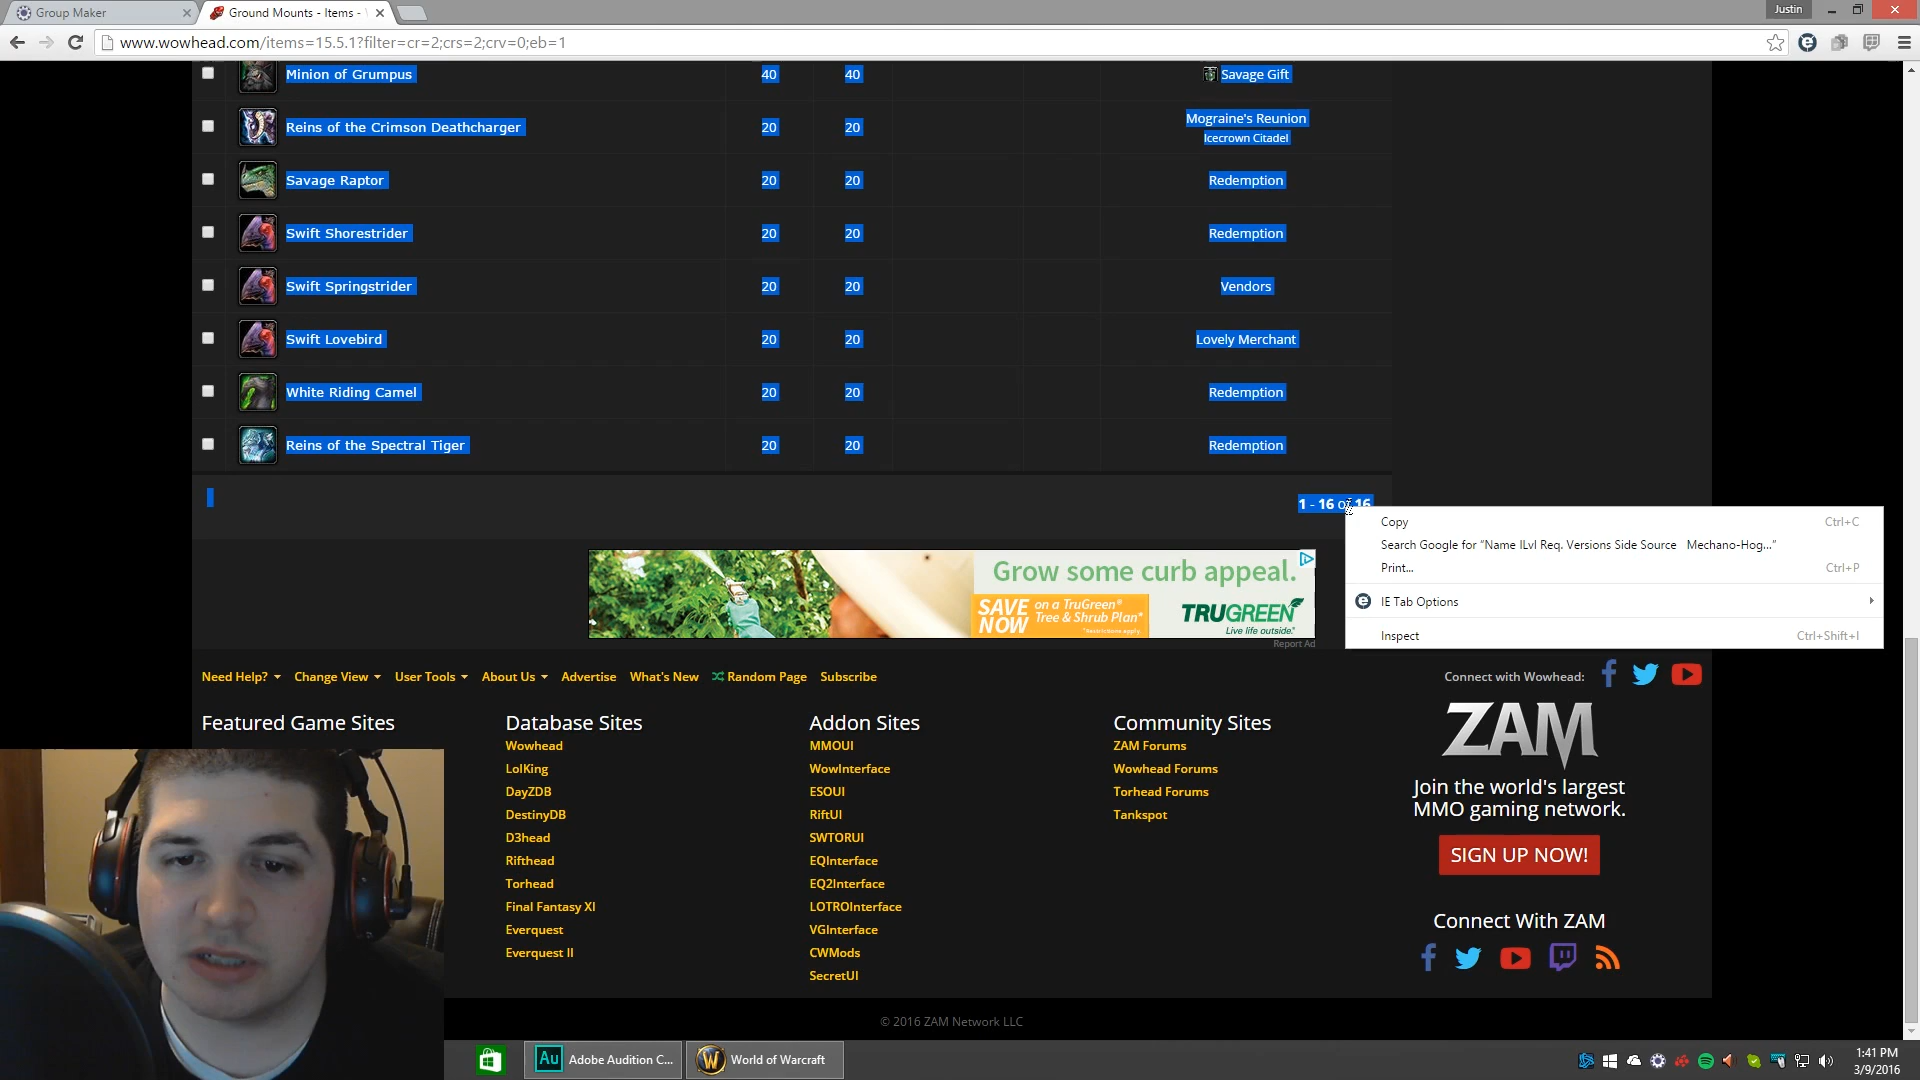 Group Maker
Ground Mounts - Items -
Justin
www.wowhead.com/items=15.5.1?filter=cr=2;crs=2;crv=0;eb=1
Minion of Grumpus 40 40 Savage Gift
Reins of the Crimson Deathcharger 20 20 Mograine's Reunion
Icecrown Citadel
Savage Raptor 20 20 Redemption
Swift Shorestrider 20 20 Redemption
Swift Springstrider 20 20 Vendors
Swift Lovebird 20 20 Lovely Merchant
White Riding Camel 20 20 Redemption
Reins of the Spectral Tiger 20 20 Redemption
1 - 16 of 16
Copy Ctrl+C
Search Google for “Name ILvl Req. Versions Side Source Mechano-Hog...”
Print... Ctrl+P
IE Tab Options
Inspect Ctrl+Shift+I
Grow some curb appeal.
SAVE NOW on a TruGreen® Tree & Shrub Plan*
TRUGREEN
Live life outside.
Report Ad
Need Help? Change View User Tools About Us Advertise What's New Random Page Subscribe
Connect with Wowhead:
Featured Game Sites
Database Sites
Wowhead
LolKing
DayZDB
DestinyDB
D3head
Rifthead
Torhead
Final Fantasy XI
Everquest
Everquest II
Addon Sites
MMOUI
WowInterface
ESOUI
RiftUI
SWTORUI
EQInterface
EQ2Interface
LOTROInterface
VGInterface
CWMods
SecretUI
Community Sites
ZAM Forums
Wowhead Forums
Torhead Forums
Tankspot
ZAM
Join the world's largest
MMO gaming network.
SIGN UP NOW!
Connect With ZAM
© 2016 ZAM Network LLC
Au Adobe Audition C...
World of Warcraft
1:41 PM
3/9/2016